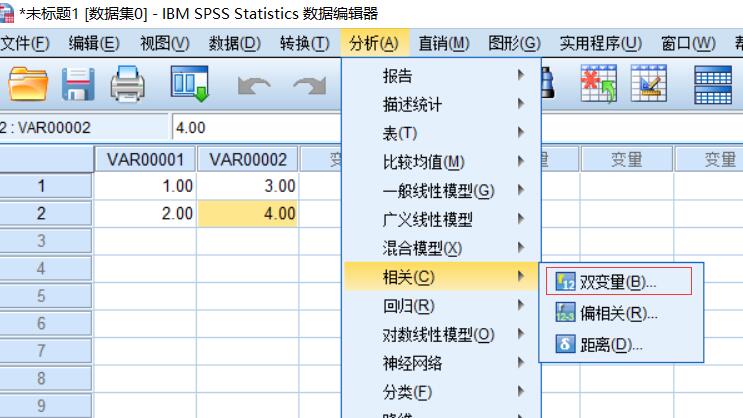 *未标题1 [数据集0] - IBM SPSS Statistics 数据编辑器
文件(F) 编辑(E) 视图(V) 数据(D) 转换(T) 分析(A) 直销(M) 图形(G) 实用程序(U) 窗口(W)
2 : VAR00002 4.00
VAR00001 VAR00002 变量 变量
1 1.00 3.00
2 2.00 4.00
3
4
5
6
7
8
9
报告
描述统计
表(T)
比较均值(M)
一般线性模型(G)
广义线性模型
混合模型(X)
相关(C)
回归(R)
对数线性模型(O)
神经网络
分类(F)
12 双变量(B)...
12-3 偏相关(R)...
δ 距离(D)...